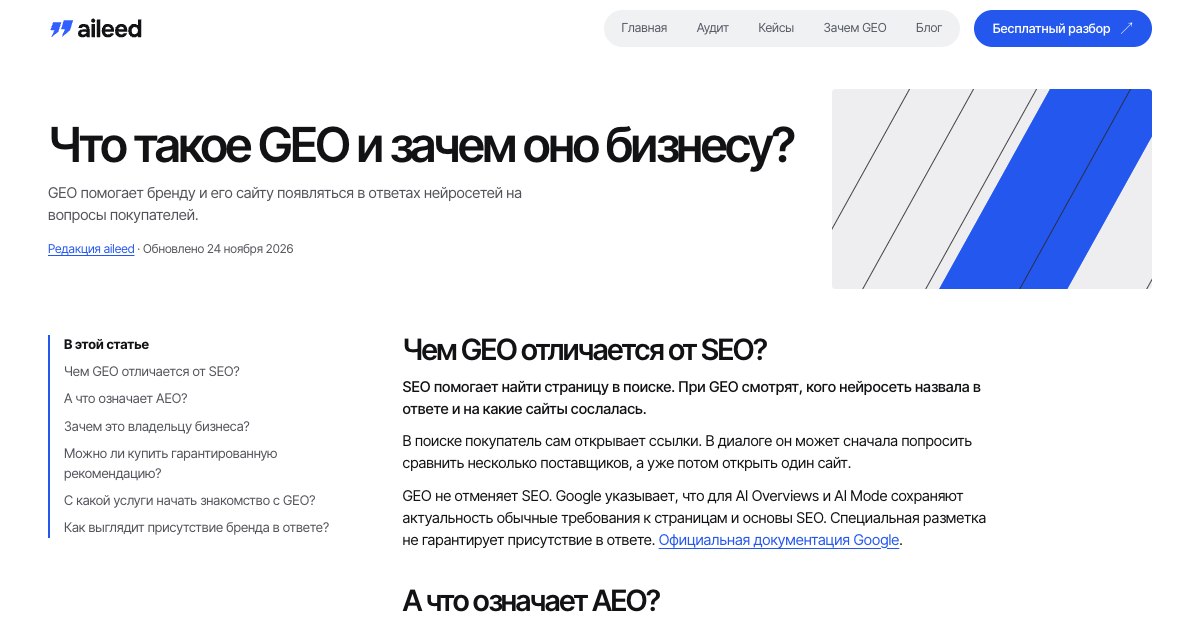 aileed
Главная
Аудит
Кейсы
Зачем GEO
Блог
Бесплатный разбор
Что такое GEO и зачем оно бизнесу?
GEO помогает бренду и его сайту появляться в ответах нейросетей на
вопросы покупателей.
Редакция aileed · Обновлено 24 ноября 2026
В этой статье
Чем GEO отличается от SEO?
А что означает AEO?
Зачем это владельцу бизнеса?
Можно ли купить гарантированную
рекомендацию?
С какой услуги начать знакомство с GEO?
Как выглядит присутствие бренда в ответе?
Чем GEO отличается от SEO?
SEO помогает найти страницу в поиске. При GEO смотрят, кого нейросеть назвала в
ответе и на какие сайты сослалась.
В поиске покупатель сам открывает ссылки. В диалоге он может сначала попросить
сравнить несколько поставщиков, а уже потом открыть один сайт.
GEO не отменяет SEO. Google указывает, что для AI Overviews и AI Mode сохраняют
актуальность обычные требования к страницам и основы SEO. Специальная разметка
не гарантирует присутствие в ответе. Официальная документация Google.
А что означает AEO?